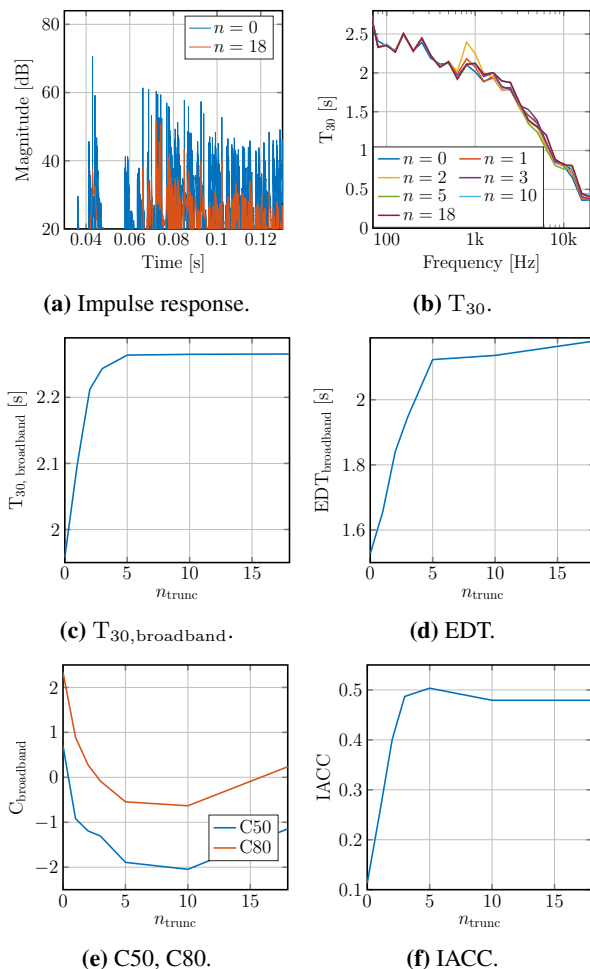 80
60
40
20
Magnitude [dB]
n = 0
n = 18
0.04 0.06 0.08 0.1 0.12
Time [s]
(a) Impulse response.
2.5
2
1.5
1
0.5
0
T30 [s]
n = 0 n = 1
n = 2 n = 3
n = 5 n = 10
n = 18
100 1k 10k
Frequency [Hz]
(b) T30.
2.2
2.1
2
T30, broadband [s]
0 5 10 15
ntrunc
(c) T30,broadband.
2
1.8
1.6
EDTbroadband [s]
0 5 10 15
ntrunc
(d) EDT.
2
1
0
−1
−2
Cbroadband
C50
C80
0 5 10 15
ntrunc
(e) C50, C80.
0.5
0.4
0.3
0.2
0.1
IACC
0 5 10 15
ntrunc
(f) IACC.